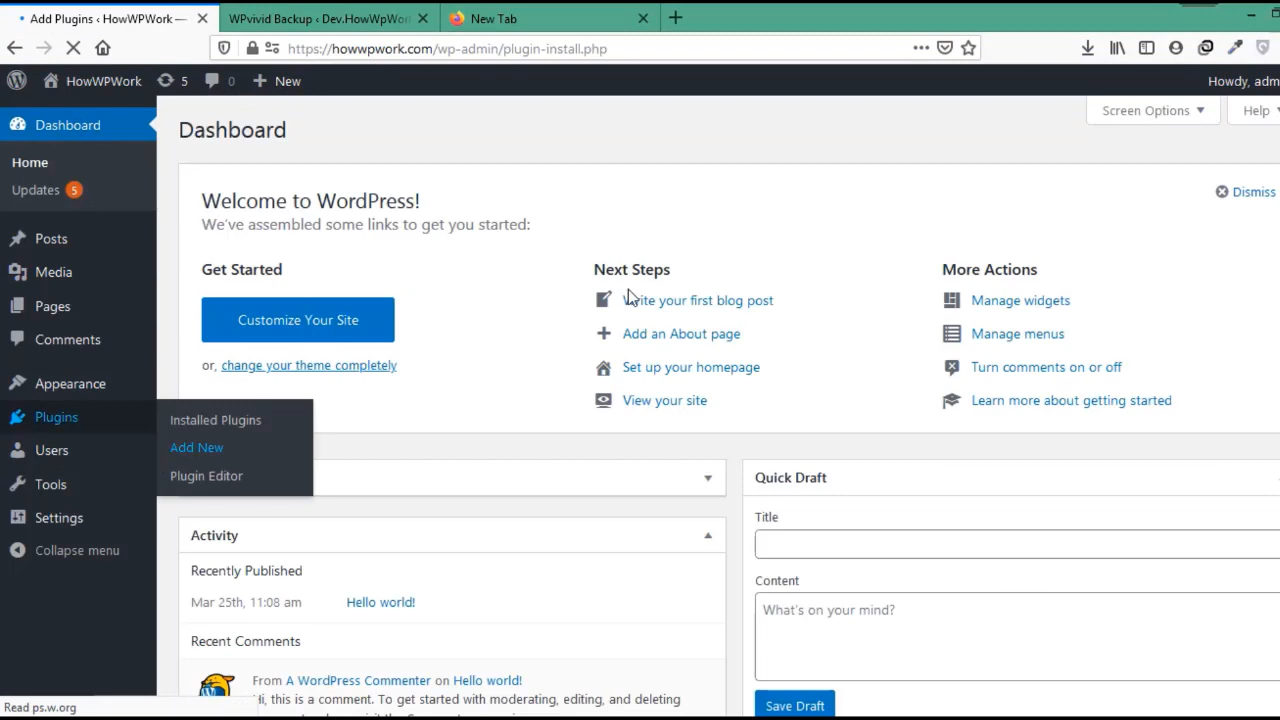 Add Plugins ‹ HowWPWork —
WPvivid Backup ‹ Dev.HowWpWor
New Tab
https://howwpwork.com/wp-admin/plugin-install.php
HowWPWork 5 0 New
Howdy, adm
Dashboard
Home
Updates 5
Posts
Media
Pages
Comments
Appearance
Plugins
Installed Plugins
Add New
Plugin Editor
Users
Tools
Settings
Collapse menu
Screen Options
Help
Dashboard
Welcome to WordPress!
Dismiss
We've assembled some links to get you started:
Get Started
Customize Your Site
or, change your theme completely
Next Steps
Write your first blog post
Add an About page
Set up your homepage
View your site
More Actions
Manage widgets
Manage menus
Turn comments on or off
Learn more about getting started
Activity
Recently Published
Mar 25th, 11:08 am Hello world!
Recent Comments
From A WordPress Commenter on Hello world!
Hi, this is a comment. To get started with moderating, editing, and deleting
Quick Draft
Title
Content
What's on your mind?
Save Draft
Read ps.w.org